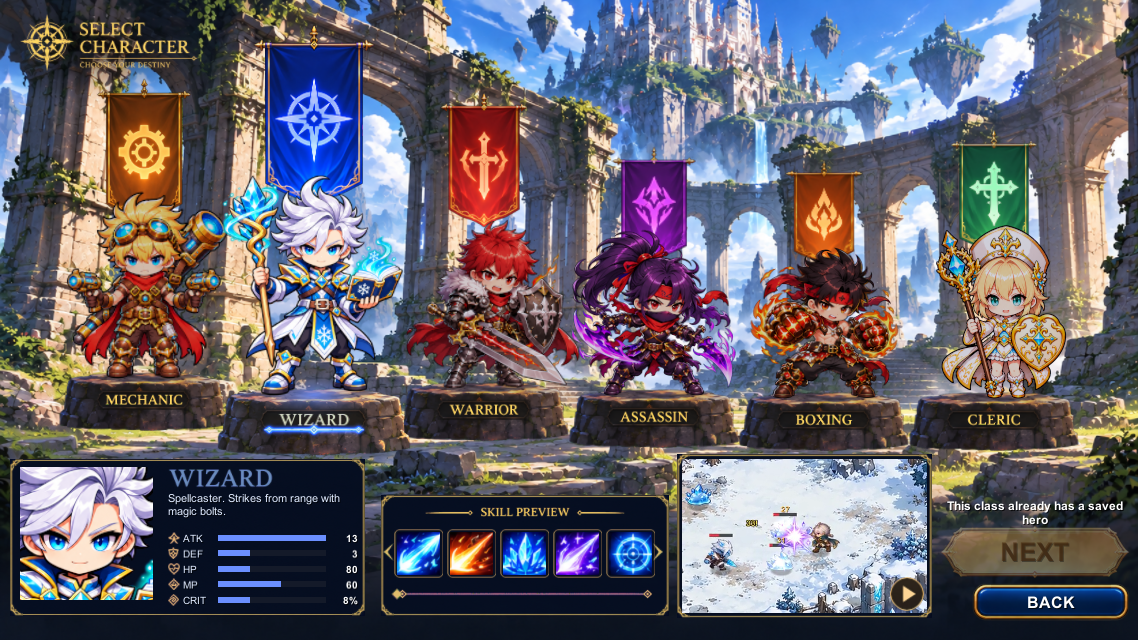 SELECT
CHARACTER
CHOOSE YOUR DESTINY
MECHANIC
WIZARD
WARRIOR
ASSASSIN
BOXING
CLERIC
WIZARD
Spellcaster. Strikes from range with
magic bolts.
ATK 13
DEF 3
HP 80
MP 60
CRIT 8%
SKILL PREVIEW
27
This class already has a saved
hero
NEXT
BACK